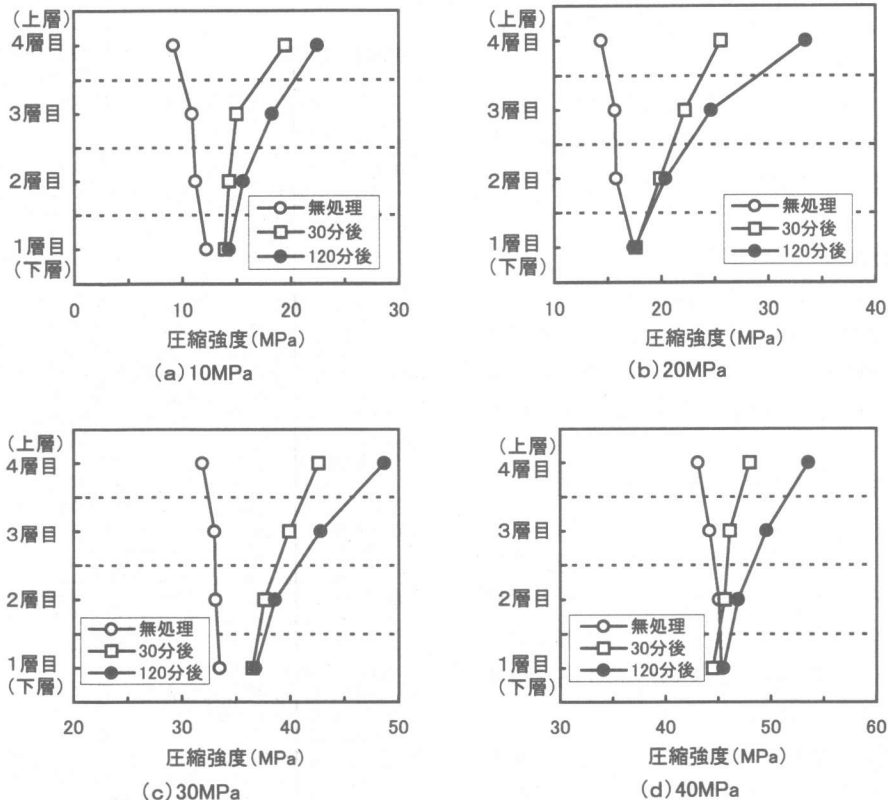 (上層)
4層目
3層目
2層目
1層目
(下層)
無処理
30分後
120分後
0
10
20
30
圧縮強度(MPa)
(a)10MPa
(上層)
4層目
3層目
2層目
1層目
(下層)
無処理
30分後
120分後
10
20
30
40
圧縮強度(MPa)
(b)20MPa
(上層)
4層目
3層目
2層目
1層目
(下層)
無処理
30分後
120分後
20
30
40
50
圧縮強度(MPa)
(c)30MPa
(上層)
4層目
3層目
2層目
1層目
(下層)
無処理
30分後
120分後
30
40
50
60
圧縮強度(MPa)
(d)40MPa